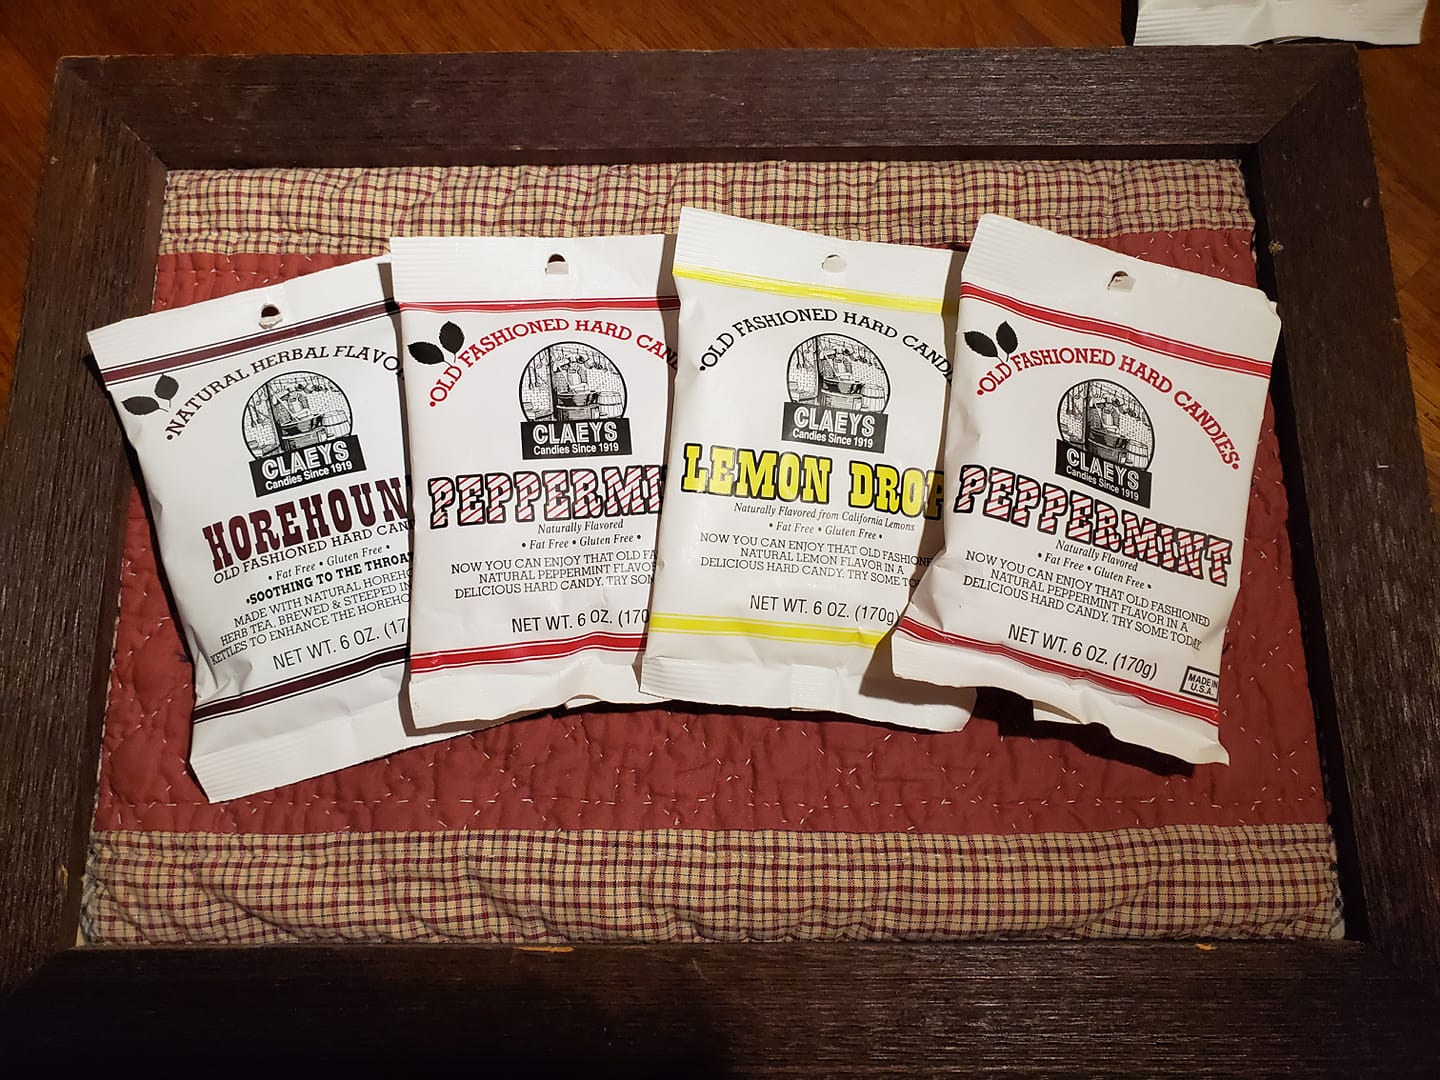 •NATURAL HERBAL FLAVO
CLAEYS
Candies Since 1919
HOREHOUN
OLD FASHIONED HARD CAN
• Fat Free • Gluten Free •
•SOOTHING TO THE THROA
MADE WITH NATURAL HOREHO
HERB TEA, BREWED & STEEPED IN
KETTLES TO ENHANCE THE HOREHO
NET WT. 6 OZ. (17
•OLD FASHIONED HARD CAN
CLAEYS
Candies Since 1919
PEPPERMI
Naturally Flavored
• Fat Free • Gluten Free •
NOW YOU CAN ENJOY THAT OLD FA
NATURAL PEPPERMINT FLAVOR
DELICIOUS HARD CANDY. TRY SOM
NET WT. 6 OZ. (170
•OLD FASHIONED HARD CANDI
CLAEYS
Candies Since 1919
LEMON DROP
Naturally Flavored from California Lemons
• Fat Free • Gluten Free •
NOW YOU CAN ENJOY THAT OLD FASHIONE
NATURAL LEMON FLAVOR IN A
DELICIOUS HARD CANDY. TRY SOME TO
NET WT. 6 OZ. (170g)
•OLD FASHIONED HARD CANDIES•
CLAEYS
Candies Since 1919
PEPPERMINT
Naturally Flavored
• Fat Free • Gluten Free •
NOW YOU CAN ENJOY THAT OLD FASHIONED
NATURAL PEPPERMINT FLAVOR IN A
DELICIOUS HARD CANDY. TRY SOME TODAY.
NET WT. 6 OZ. (170g)
MADE IN
U.S.A.